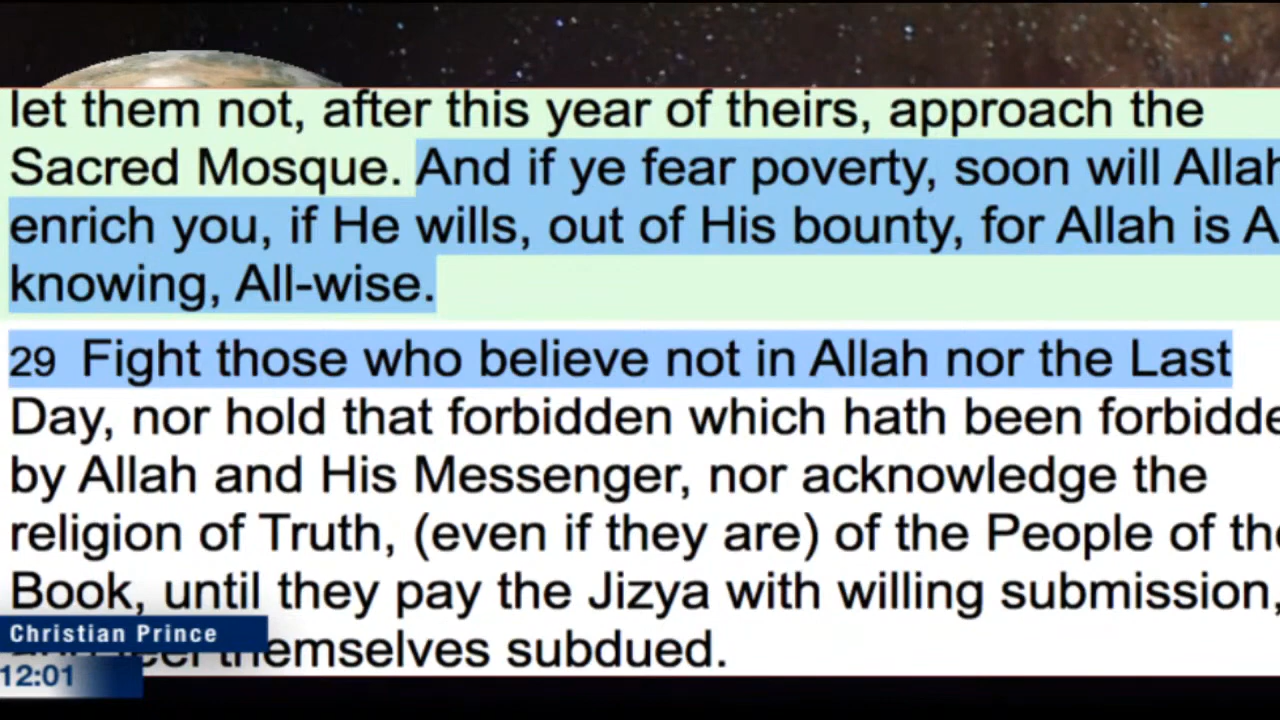 let them not, after this year of theirs, approach the
Sacred Mosque. And if ye fear poverty, soon will Allah
enrich you, if He wills, out of His bounty, for Allah is A
knowing, All-wise.
29 Fight those who believe not in Allah nor the Last
Day, nor hold that forbidden which hath been forbidde
by Allah and His Messenger, nor acknowledge the
religion of Truth, (even if they are) of the People of the
Book, until they pay the Jizya with willing submission,
themselves subdued.
Christian Prince
12:01